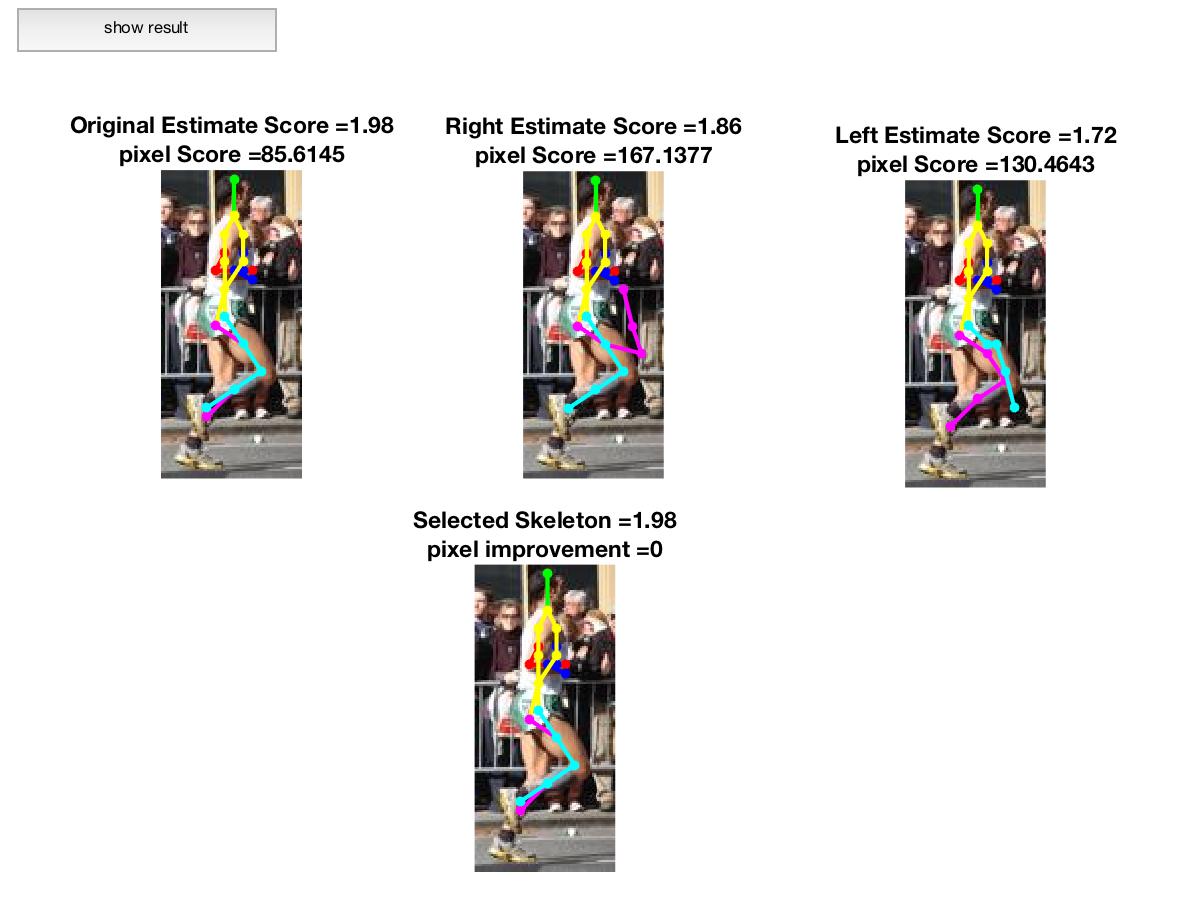 show result
Original Estimate Score =1.98
pixel Score =85.6145
Right Estimate Score =1.86
pixel Score =167.1377
Left Estimate Score =1.72
pixel Score =130.4643
Selected Skeleton =1.98
pixel improvement =0